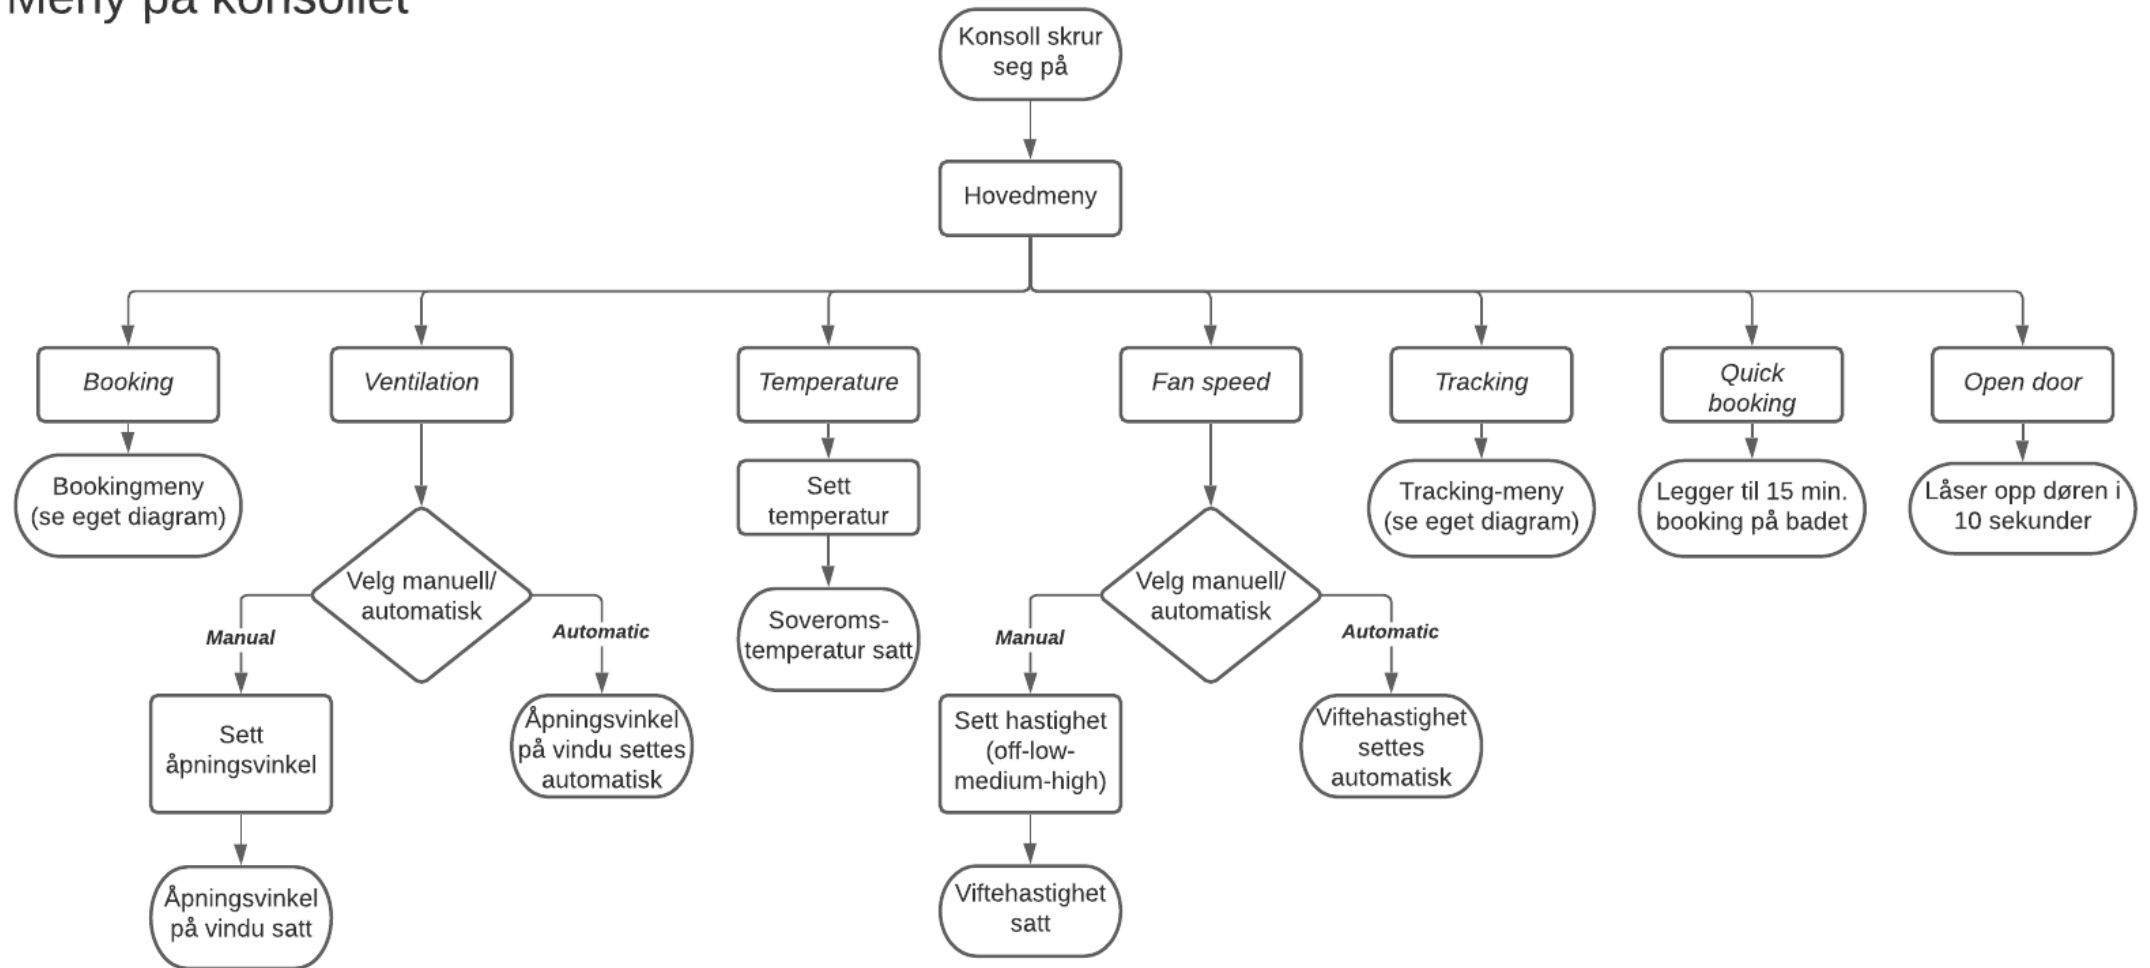 Meny på konsollet
Konsoll skrur
seg på
Hovedmeny
Booking
Ventilation
Temperature
Fan speed
Tracking
Quick
booking
Open door
Bookingmeny
(se eget diagram)
Sett
temperatur
Tracking-meny
(se eget diagram)
Legger til 15 min.
booking på badet
Låser opp døren i
10 sekunder
Velg manuell/
automatisk
Manual
Automatic
Soveroms-
temperatur satt
Velg manuell/
automatisk
Manual
Automatic
Sett
åpningsvinkel
Åpningsvinkel
på vindu settes
automatisk
Sett hastighet
(off-low-
medium-high)
Viftehastighet
settes
automatisk
Åpningsvinkel
på vindu satt
Viftehastighet
satt